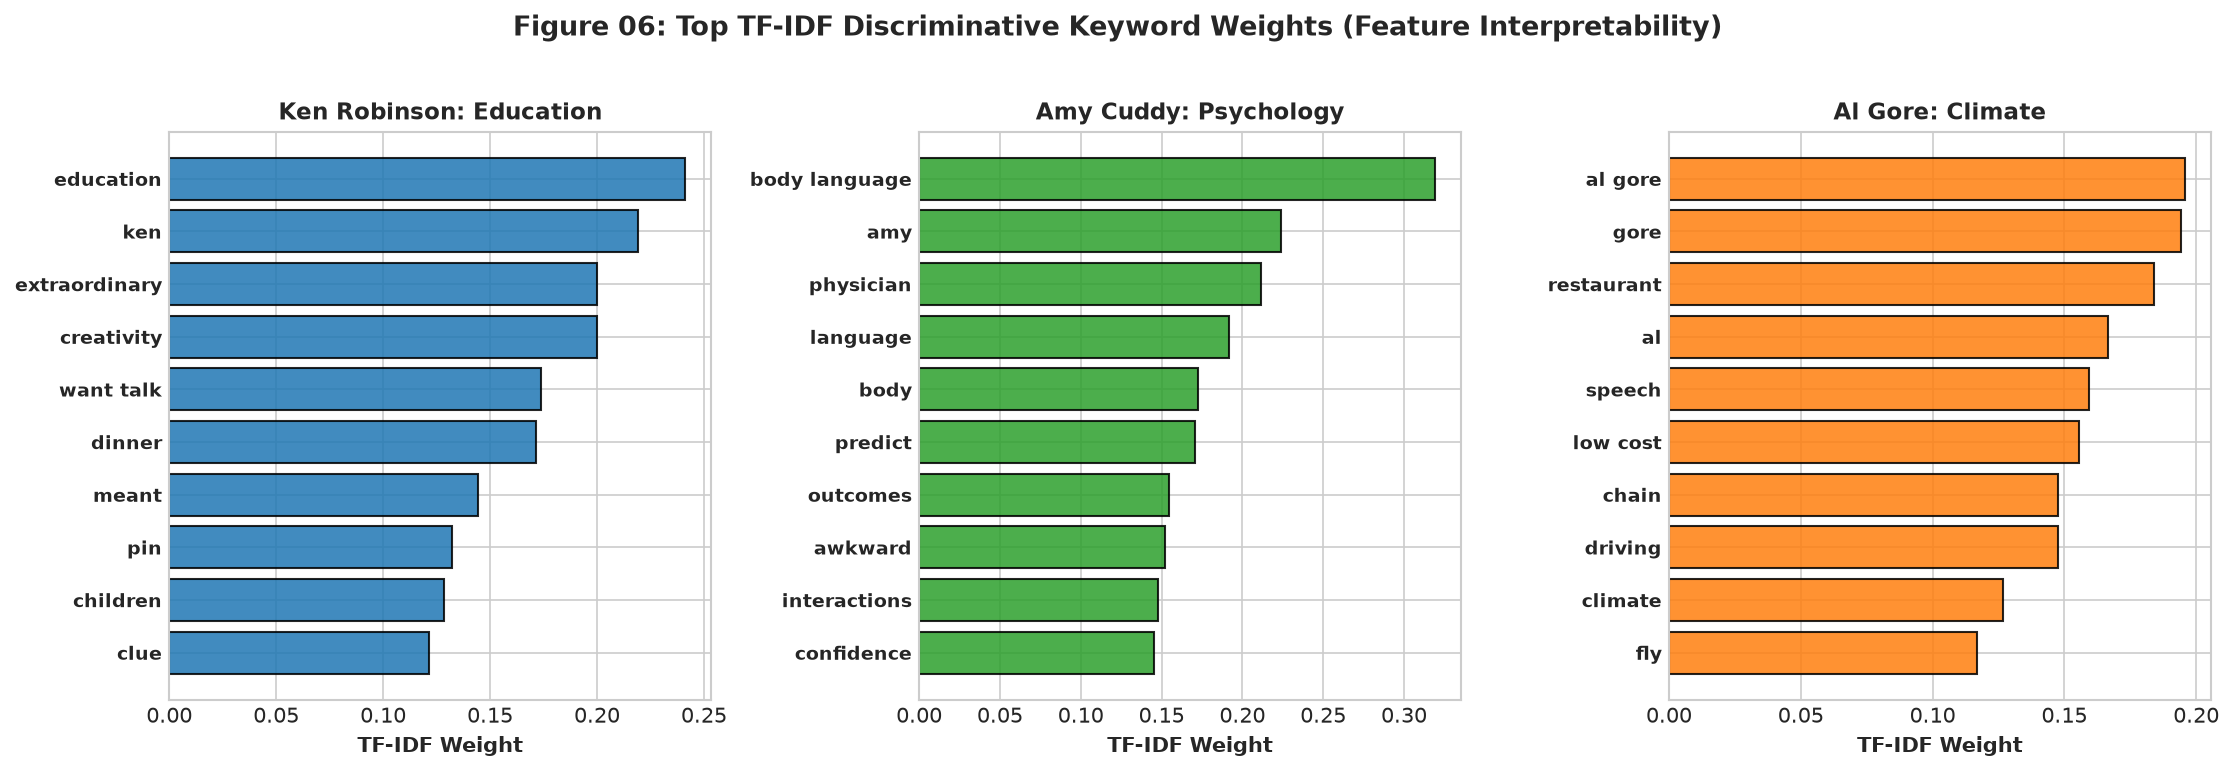 Figure 06: Top TF-IDF Discriminative Keyword Weights (Feature Interpretability)
Ken Robinson: Education
education
ken
extraordinary
creativity
want talk
dinner
meant
pin
children
clue
0.00 0.05 0.10 0.15 0.20 0.25
TF-IDF Weight
Amy Cuddy: Psychology
body language
amy
physician
language
body
predict
outcomes
awkward
interactions
confidence
0.00 0.05 0.10 0.15 0.20 0.25 0.30
TF-IDF Weight
Al Gore: Climate
al gore
gore
restaurant
al
speech
low cost
chain
driving
climate
fly
0.00 0.05 0.10 0.15 0.20
TF-IDF Weight